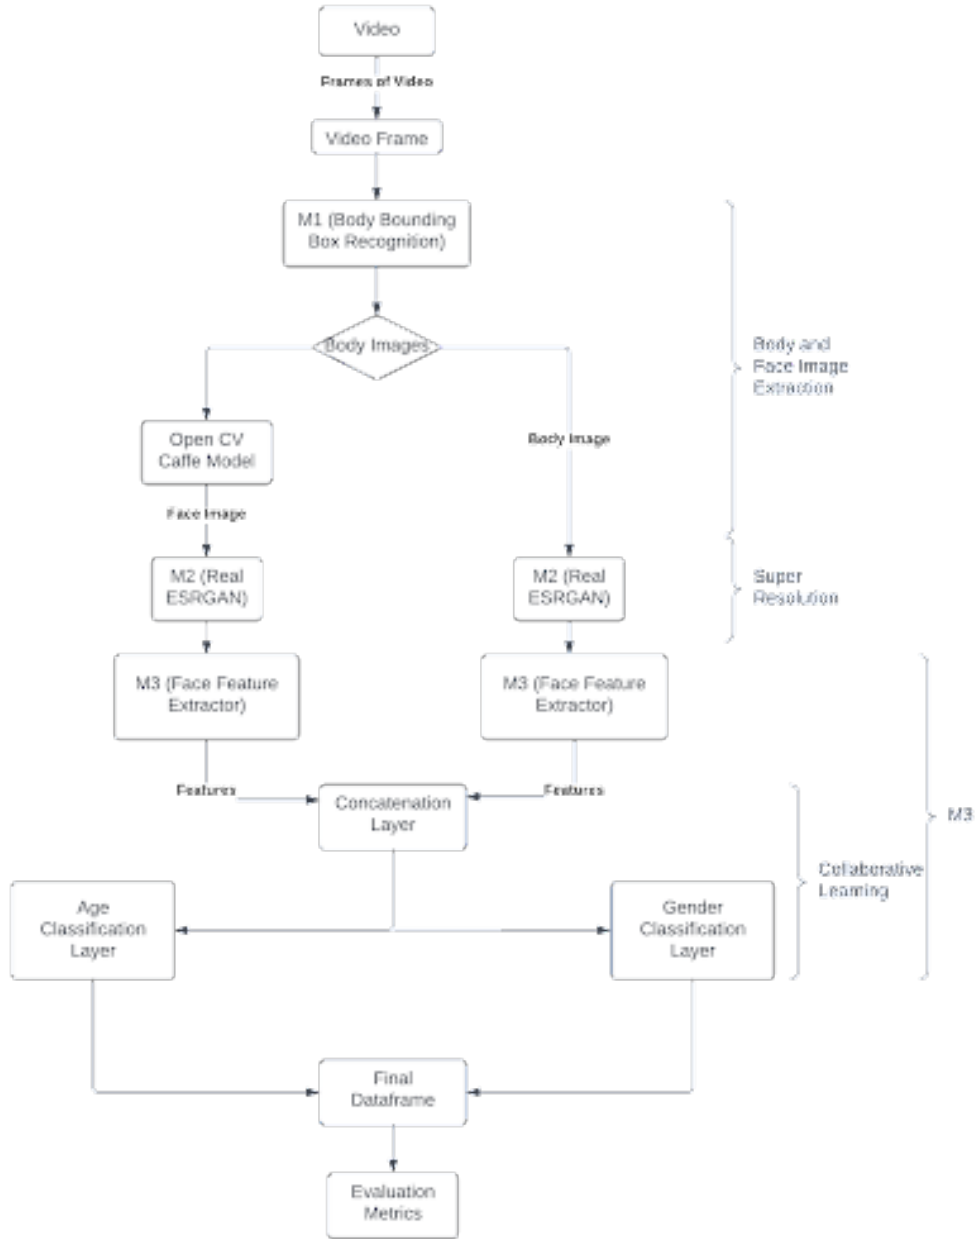 Video
Frames of Video
Video Frame
M1 (Body Bounding
Box Recognition)
Body Images
Open CV
Caffe Model
Body Image
Face Image
M2 (Real
ESRGAN)
M2 (Real
ESRGAN)
M3 (Face Feature
Extractor)
M3 (Face Feature
Extractor)
Features
Features
Concatenation
Layer
Age
Classification
Layer
Gender
Classification
Layer
Final
Dataframe
Evaluation
Metrics
Body and
Face Image
Extraction
Super
Resolution
Collaborative
Learning
M3